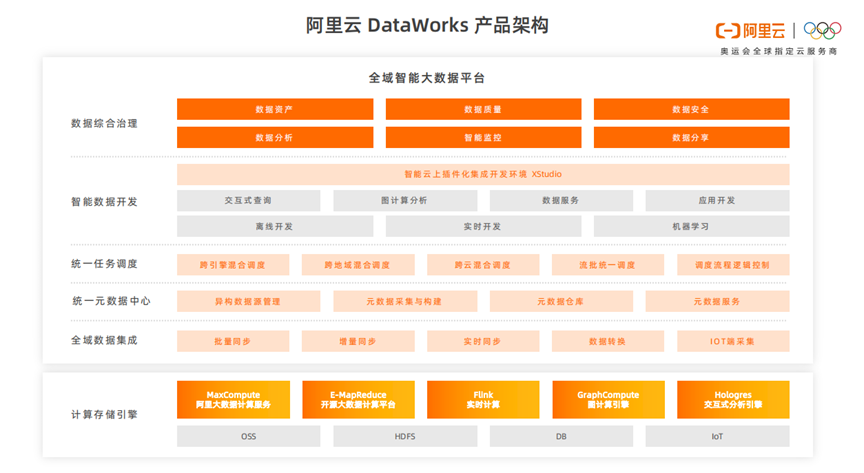 阿里云 DataWorks 产品架构
阿里云
奥运会全球指定云服务商
全域智能大数据平台
数据综合治理
数据资产 数据质量 数据安全
数据分析 智能监控 数据分享
智能数据开发
智能云上插件化集成开发环境 XStudio
交互式查询 图计算分析 数据服务 应用开发
离线开发 实时开发 机器学习
统一任务调度
跨引擎混合调度 跨地域混合调度 跨云混合调度 流批统一调度 调度流程逻辑控制
统一元数据中心
异构数据源管理 元数据采集与构建 元数据仓库 元数据服务
全域数据集成
批量同步 增量同步 实时同步 数据转换 IOT端采集
计算存储引擎
MaxCompute E-MapReduce Flink GraphCompute Hologres
阿里大数据计算服务 开源大数据计算平台 实时计算 图计算引擎 交互式分析引擎
OSS HDFS DB IoT